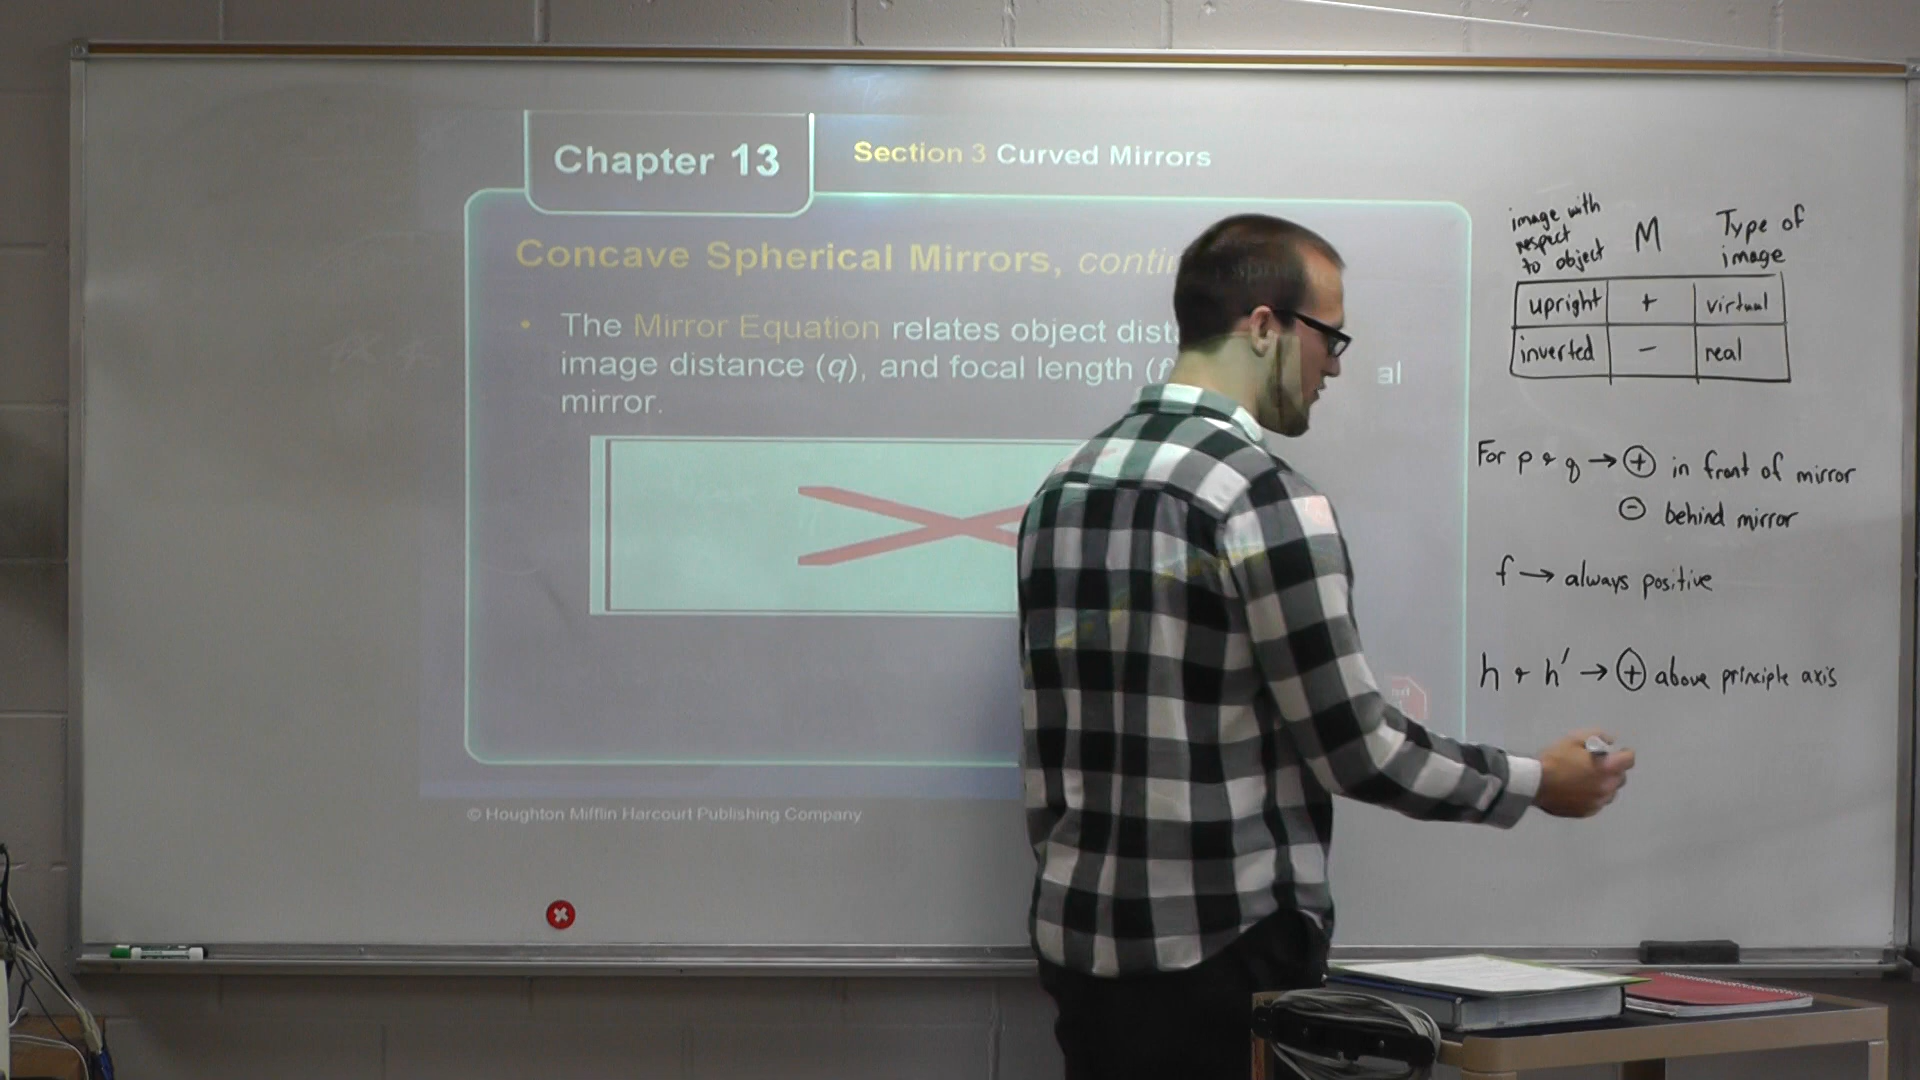 Chapter 13
Section 3 Curved Mirrors
Concave Spherical Mirrors,
The Mirror Equation relates object
image distance (q), and focal length al
mirror.
© Houghton Mifflin Harcourt Publishing Company
image with
respect
to object
M
Type of
image
upright + virtual
inverted − real
For p & q → ⊕ in front of mirror
⊖ behind mirror
f → always positive
h & h′ → ⊕ above principle axis